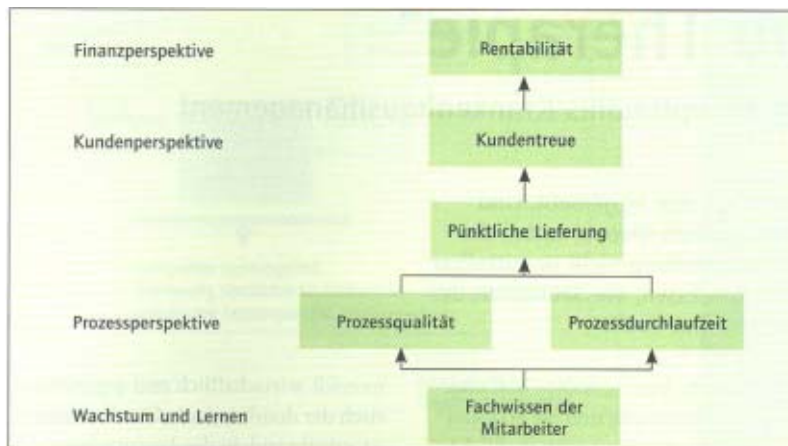 Finanzperspektive Rentabilität
Kundenperspektive Kundentreue
Pünktliche Lieferung
Prozessperspektive Prozessqualität Prozessdurchlaufzeit
Wachstum und Lernen Fachwissen der
Mitarbeiter